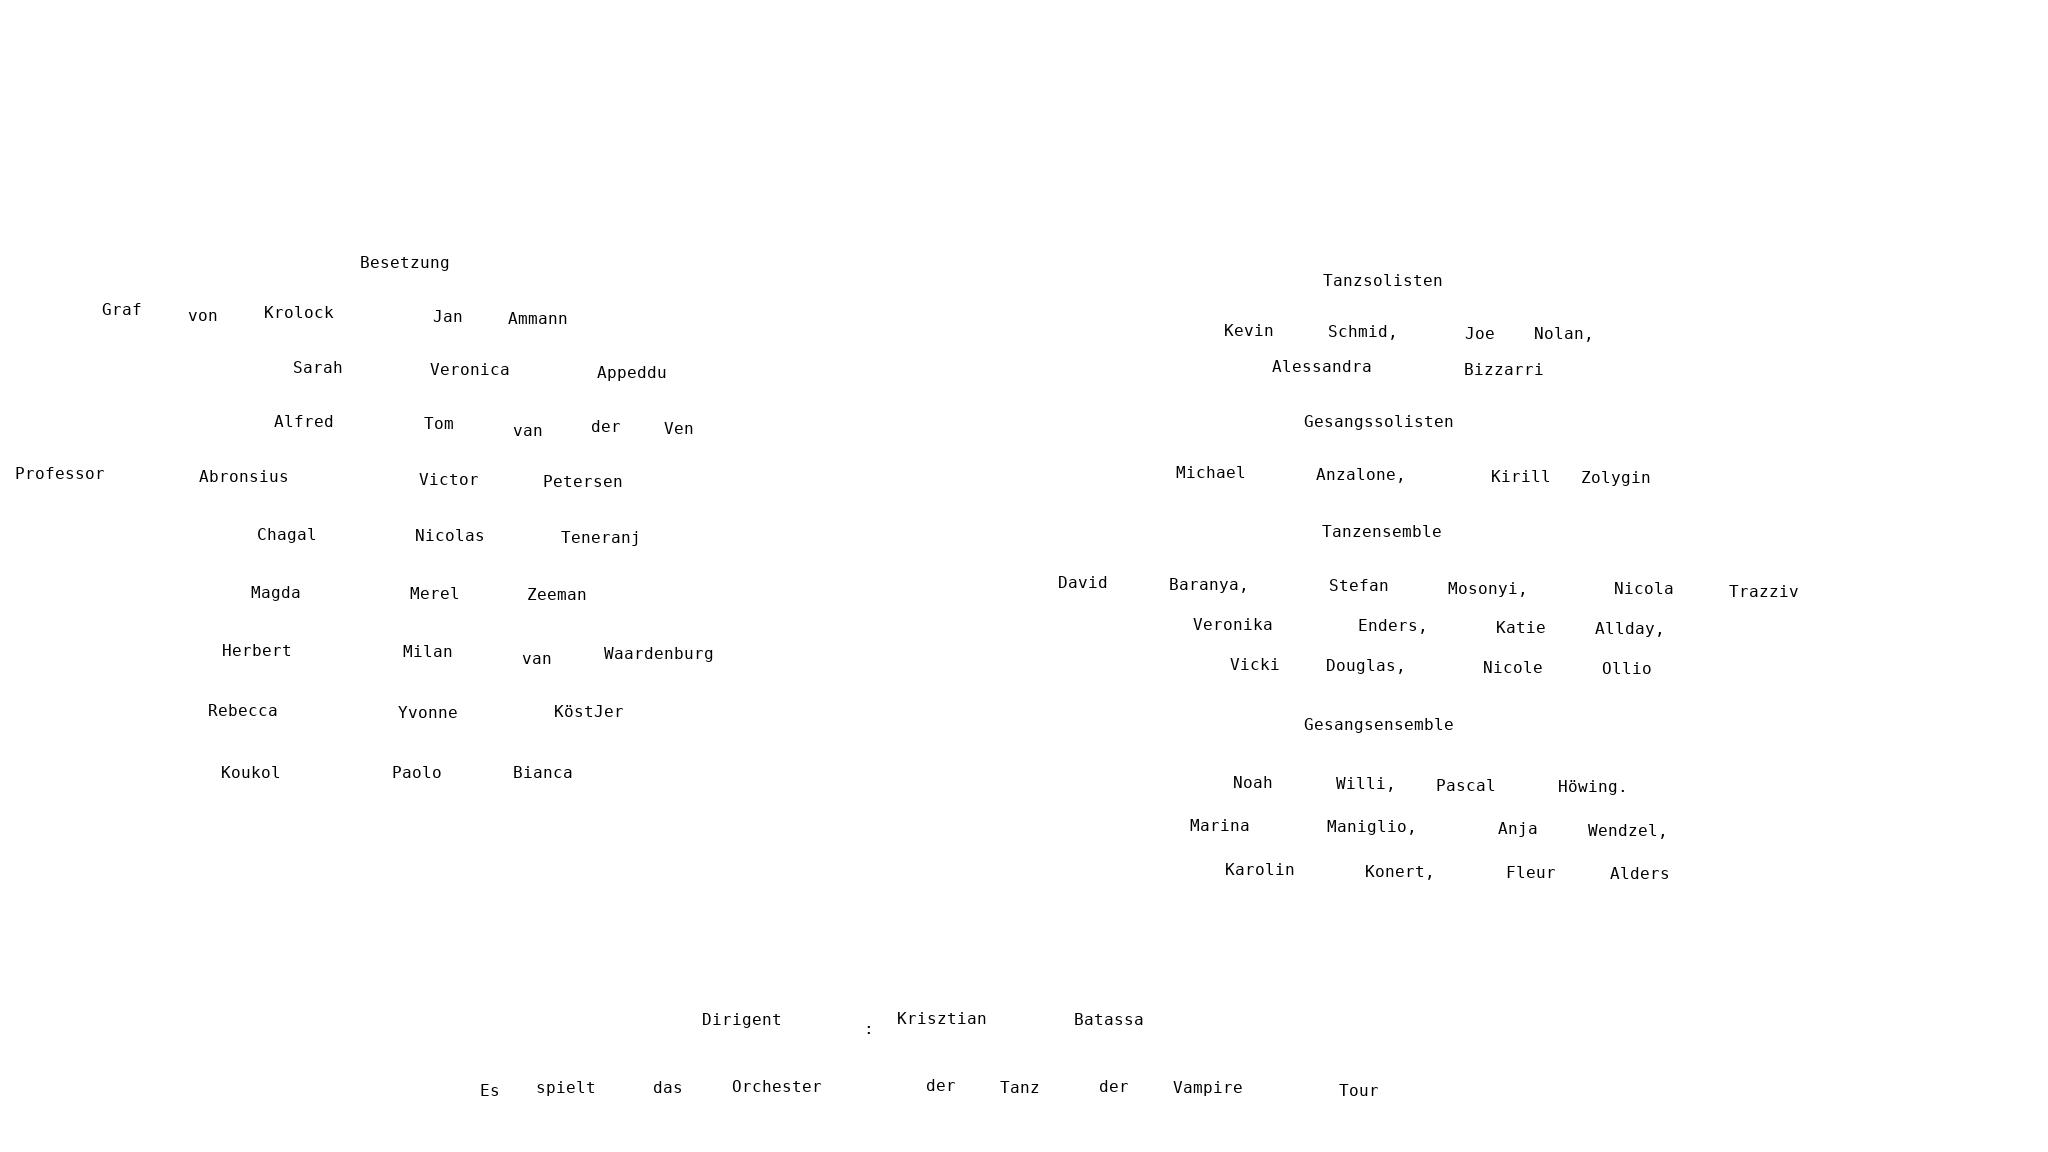 Besetzung
Graf von Krolock Jan Ammann
Sarah Veronica Appeddu
Alfred Tom van der Ven
Professor Abronsius Victor Petersen
Chagal Nicolas Teneranj
Magda Merel Zeeman
Herbert Milan van Waardenburg
Rebecca Yvonne KöstJer
Koukol Paolo Bianca
Tanzsolisten
Kevin Schmid, Joe Nolan,
Alessandra Bizzarri
Gesangssolisten
Michael Anzalone, Kirill Zolygin
Tanzensemble
David Baranya, Stefan Mosonyi, Nicola Trazziv
Veronika Enders, Katie Allday,
Vicki Douglas, Nicole Ollio
Gesangsensemble
Noah Willi, Pascal Höwing.
Marina Maniglio, Anja Wendzel,
Karolin Konert, Fleur Alders
Dirigent : Krisztian Batassa
Es spielt das Orchester der Tanz der Vampire Tour